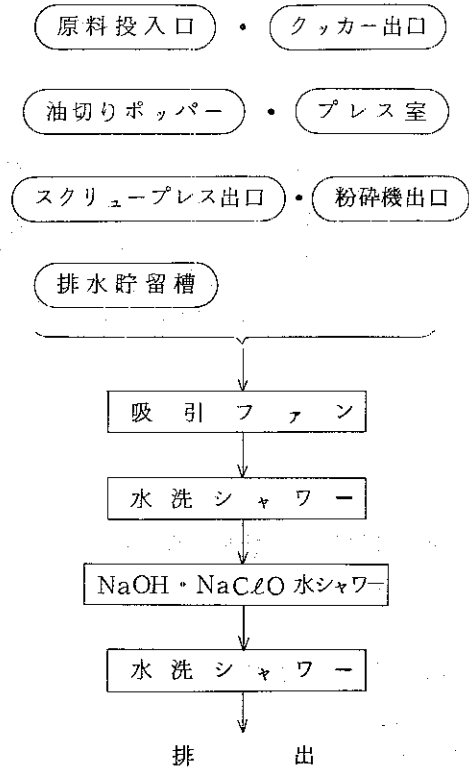 原料投入口・クッカー出口
油切りポッパー・プレス室
スクリュープレス出口・粉砕機出口
排水貯留槽
吸引ファン
水洗シャワー
NaOH・NaClO水シャワー
水洗シャワー
排出